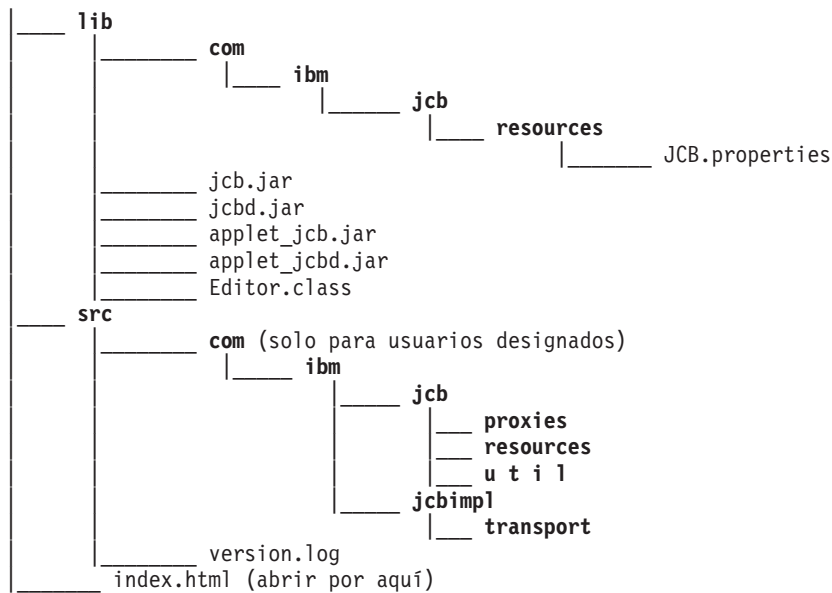 lib
com
ibm
jcb
resources
JCB.properties
jcb.jar
jcbd.jar
applet_jcb.jar
applet_jcbd.jar
Editor.class
src
com (solo para usuarios designados)
ibm
jcb
proxies
resources
u t i l
jcbimpl
transport
version.log
index.html (abrir por aquí)